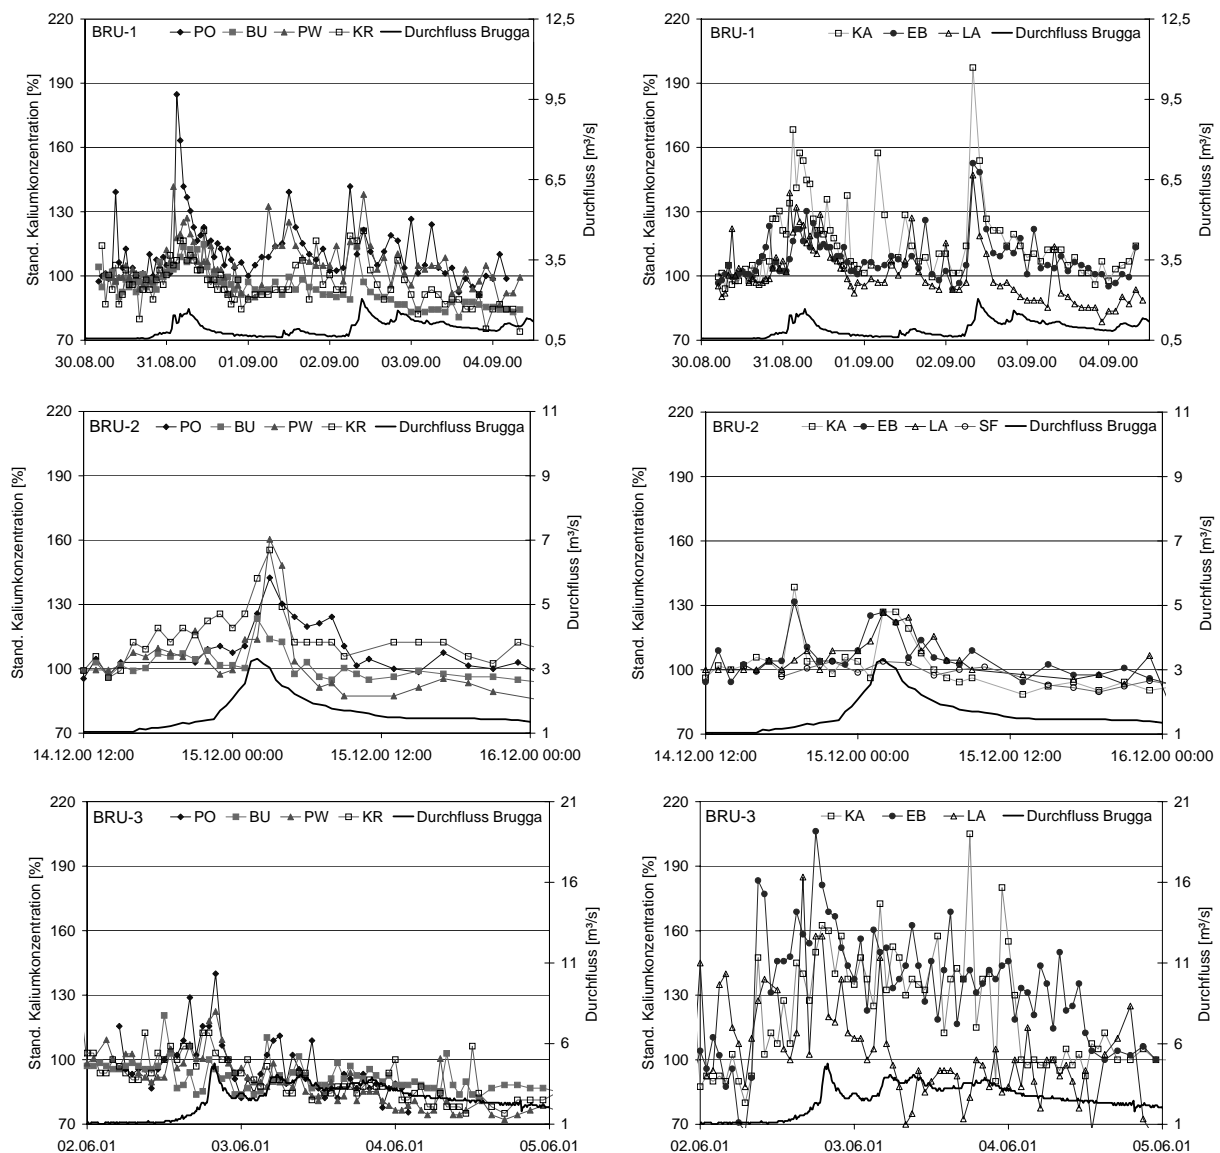 BRU-1 PO BU PW KR Durchfluss Brugga
Stand. Kaliumkonzentration [%]
220
190
160
130
100
70
12,5
9,5
6,5
3,5
0,5
Durchfluss [m³/s]
30.08.00 31.08.00 01.09.00 02.09.00 03.09.00 04.09.00
BRU-1 KA EB LA Durchfluss Brugga
Stand. Kaliumkonzentration [%]
220
190
160
130
100
70
12,5
9,5
6,5
3,5
0,5
Durchfluss [m³/s]
30.08.00 31.08.00 01.09.00 02.09.00 03.09.00 04.09.00
BRU-2 PO BU PW KR Durchfluss Brugga
Stand. Kaliumkonzentration [%]
220
190
160
130
100
70
11
9
7
5
3
1
Durchfluss [m³/s]
14.12.00 12:00 15.12.00 00:00 15.12.00 12:00 16.12.00 00:00
BRU-2 KA EB LA SF Durchfluss Brugga
Stand. Kaliumkonzentration [%]
220
190
160
130
100
70
11
9
7
5
3
1
Durchfluss [m³/s]
14.12.00 12:00 15.12.00 00:00 15.12.00 12:00 16.12.00 00:00
BRU-3 PO BU PW KR Durchfluss Brugga
Stand. Kaliumkonzentration [%]
220
190
160
130
100
70
21
16
11
6
1
Durchfluss [m³/s]
02.06.01 03.06.01 04.06.01 05.06.01
BRU-3 KA EB LA Durchfluss Brugga
Stand. Kaliumkonzentration [%]
220
190
160
130
100
70
21
16
11
6
1
Durchfluss [m³/s]
02.06.01 03.06.01 04.06.01 05.06.01